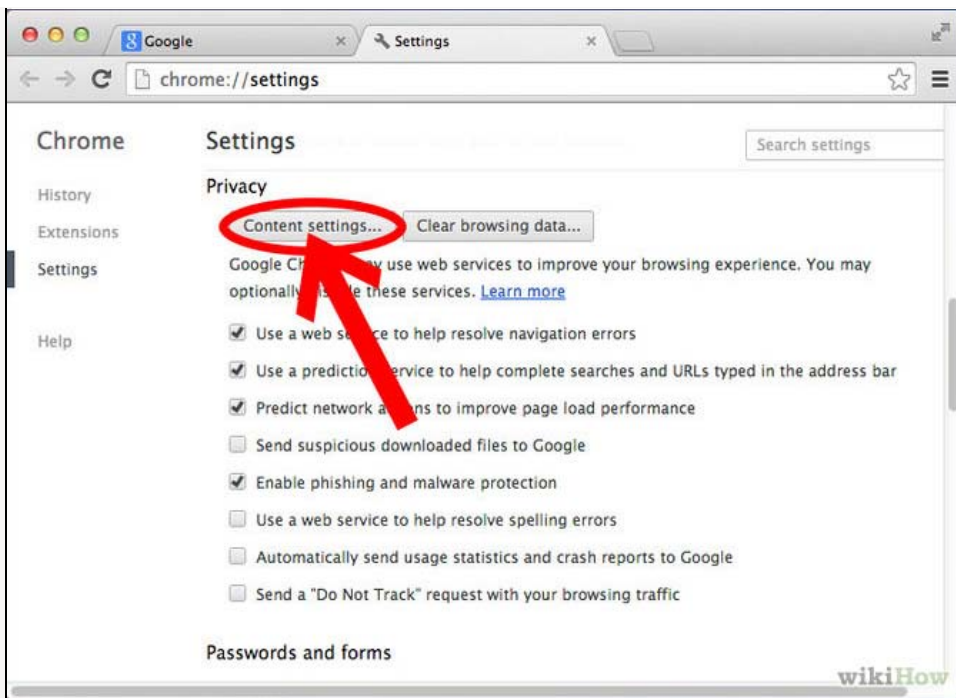 Google
Settings
chrome://settings
Chrome
Settings
Search settings
History
Extensions
Settings
Help
Privacy
Content settings...
Clear browsing data...
Google may use web services to improve your browsing experience. You may
optionally these services. Learn more
Use a web to help resolve navigation errors
Use a prediction service to help complete searches and URLs typed in the address bar
Predict network actions to improve page load performance
Send suspicious downloaded files to Google
Enable phishing and malware protection
Use a web service to help resolve spelling errors
Automatically send usage statistics and crash reports to Google
Send a "Do Not Track" request with your browsing traffic
Passwords and forms
wikiHow